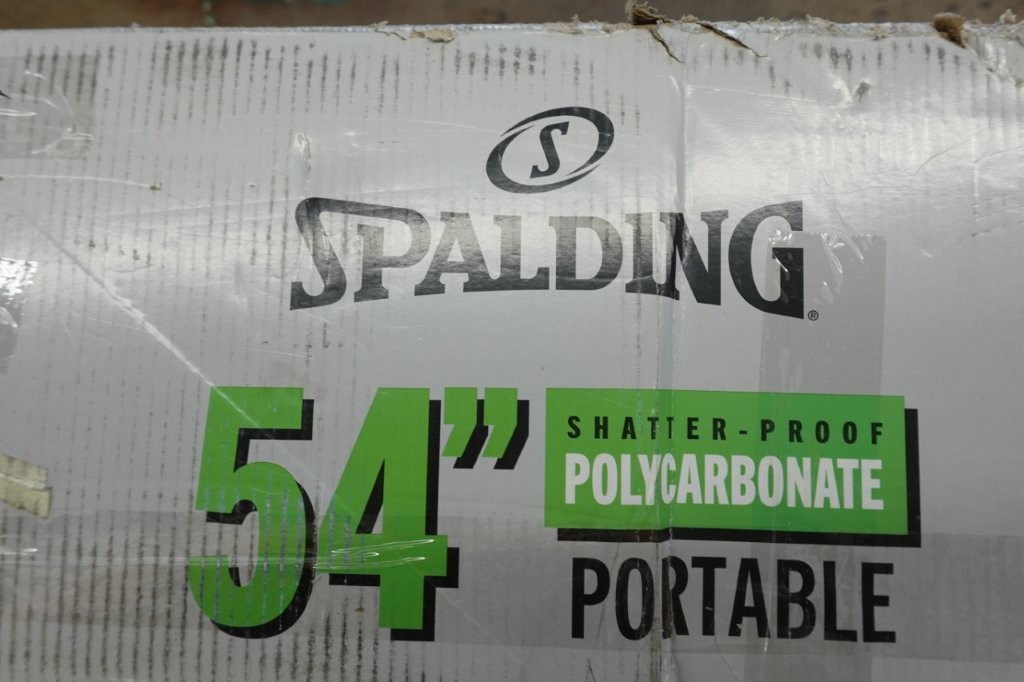 S
SPALDING®
54”
SHATTER-PROOF
POLYCARBONATE
PORTABLE